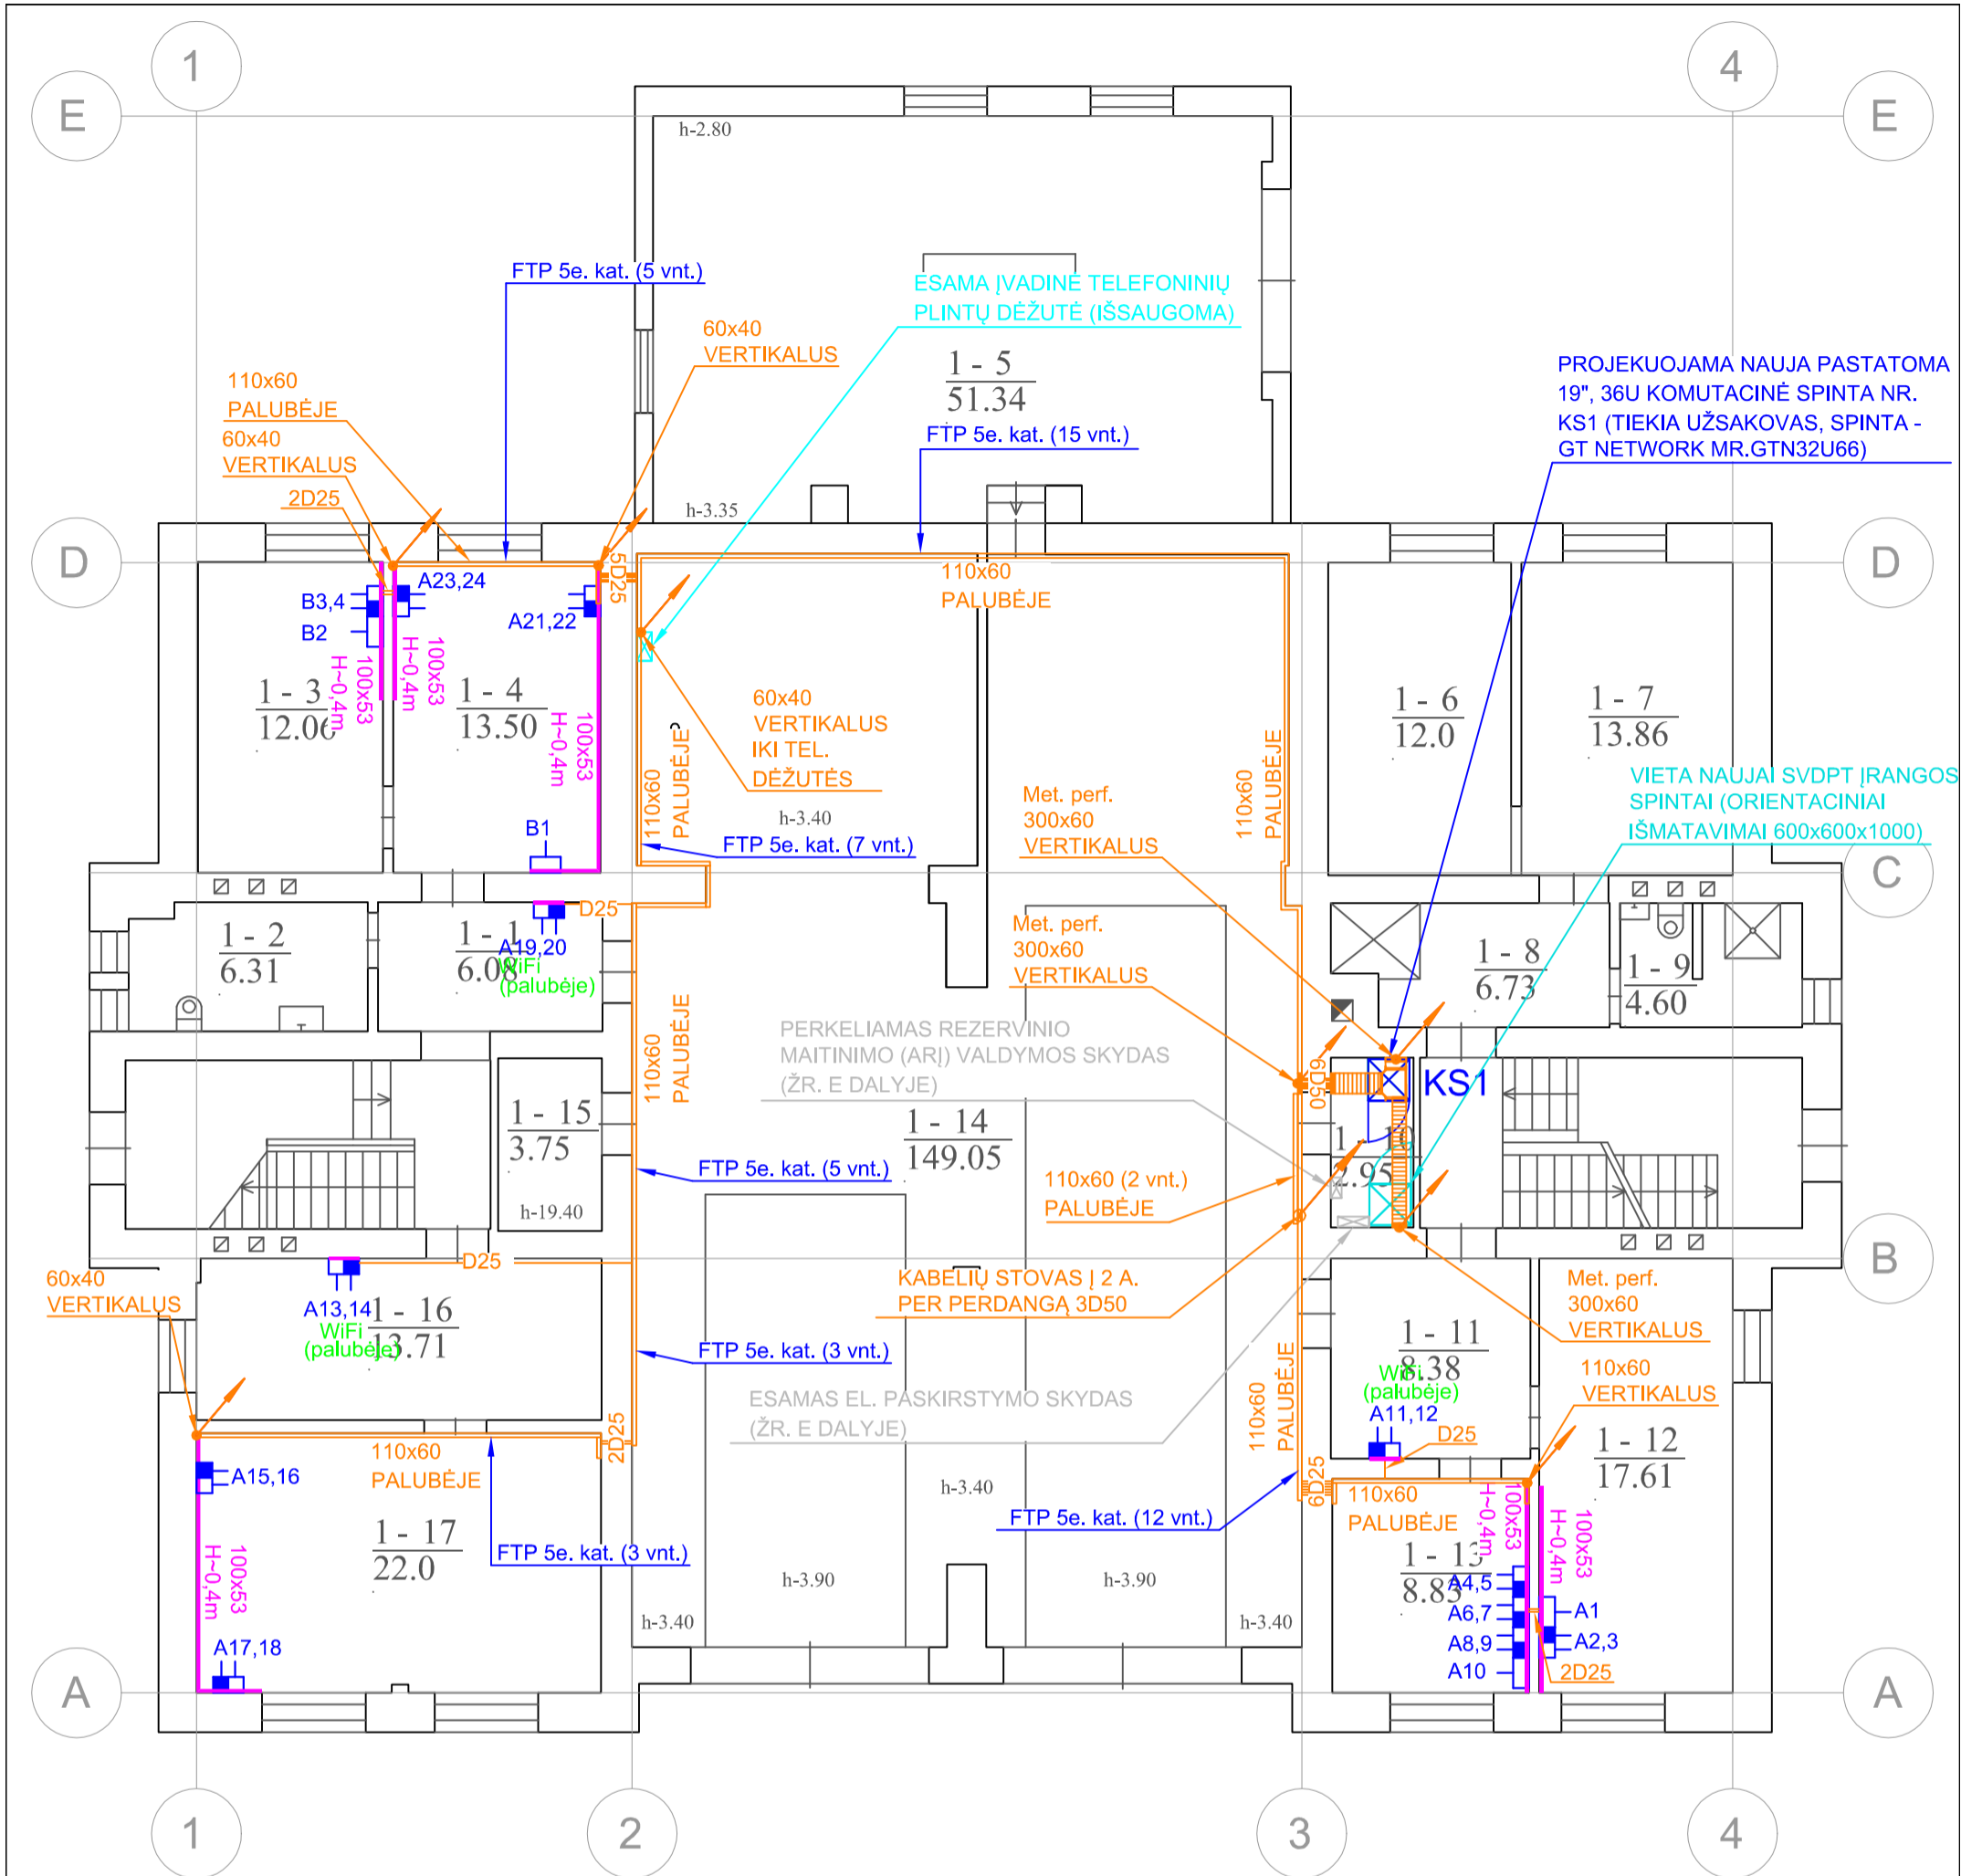 1
4
E
E
h-2.80
FTP 5e. kat. (5 vnt.)
ESAMA ĮVADINĖ TELEFONINIŲ
PLINTŲ DĖŽUTĖ (IŠSAUGOMA)
60x40
VERTIKALUS
1 - 5
51.34
PROJEKUOJAMA NAUJA PASTATOMA
19", 36U KOMUTACINĖ SPINTA NR.
KS1 (TIEKIA UŽSAKOVAS, SPINTA -
GT NETWORK MR.GTN32U66)
110x60
PALUBĖJE
60x40
VERTIKALUS
2D25
FTP 5e. kat. (15 vnt.)
h-3.35
D
D
5D25
110x60
PALUBĖJE
A23,24
B3,4
B2
A21,22
100x53
H~0,4m
100x53
H~0,4m
100x53
H~0,4m
1 - 3
12.06
1 - 4
13.50
60x40
VERTIKALUS
IKI TEL.
DĖŽUTĖS
110x60
PALUBĖJE
110x60
PALUBĖJE
h-3.40
1 - 6
12.0
1 - 7
13.86
VIETA NAUJAI SVDPT ĮRANGOS
SPINTAI (ORIENTACINIAI
IŠMATAVIMAI 600x600x1000)
Met. perf.
300x60
VERTIKALUS
B1
FTP 5e. kat. (7 vnt.)
C
D25
1 - 2
6.31
1 - 1
6.08
A19,20
WiFi
(palubėje)
Met. perf.
300x60
VERTIKALUS
1 - 8
6.73
1 - 9
4.60
110x60
PALUBĖJE
PERKELIAMAS REZERVINIO
MAITINIMO (ARĮ) VALDYMOS SKYDAS
(ŽR. E DALYJE)
6D50
KS1
1 - 15
3.75
h-19.40
1 - 14
149.05
1 - 10
2.95
FTP 5e. kat. (5 vnt.)
110x60 (2 vnt.)
PALUBĖJE
B
D25
60x40
VERTIKALUS
A13,14
WiFi
(palubėje)
1 - 16
13.71
KABELIŲ STOVAS Į 2 A.
PER PERDANGĄ 3D50
Met. perf.
300x60
VERTIKALUS
1 - 11
8.38
WiFi
(palubėje)
A11,12
FTP 5e. kat. (3 vnt.)
110x60
PALUBĖJE
110x60
VERTIKALUS
ESAMAS EL. PASKIRSTYMO SKYDAS
(ŽR. E DALYJE)
D25
1 - 12
17.61
2D25
110x60
PALUBĖJE
A15,16
h-3.40
6D25
110x60
PALUBĖJE
100x53
H~0,4m
100x53
H~0,4m
FTP 5e. kat. (12 vnt.)
1 - 17
22.0
FTP 5e. kat. (3 vnt.)
100x53
H~0,4m
1 - 13
8.83
h-3.90
h-3.90
A4,5
A6,7
A8,9
A10
A1
A2,3
2D25
h-3.40
h-3.40
A17,18
A
A
1
2
3
4